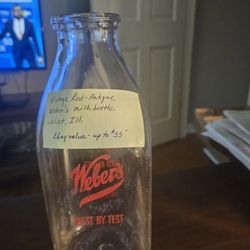 Vintage Red-Antique
Weber's milk bottle
Joliet, Ill.
Ebay value - up to $35
Weber's
BEST BY TEST